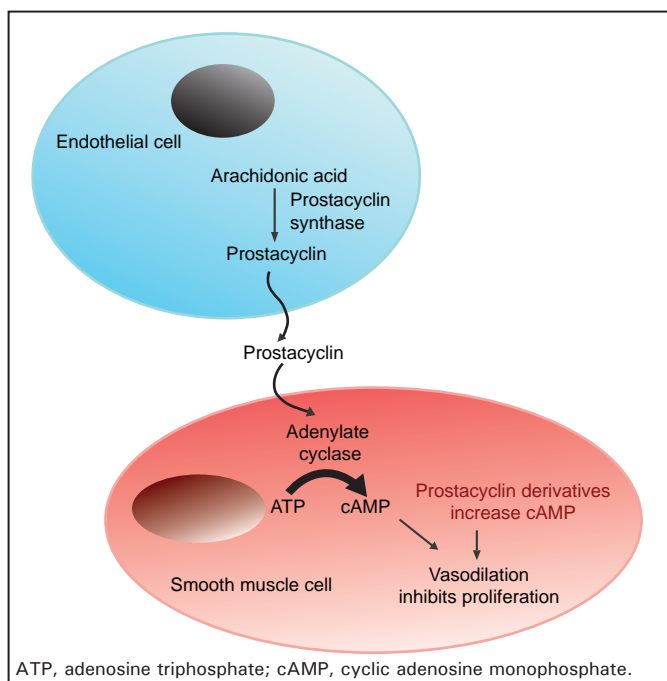 Endothelial cell
Arachidonic acid
Prostacyclin
synthase
Prostacyclin
Prostacyclin
Adenylate
cyclase
ATP
cAMP
Prostacyclin derivatives
increase cAMP
Smooth muscle cell
Vasodilation
inhibits proliferation
ATP, adenosine triphosphate; cAMP, cyclic adenosine monophosphate.